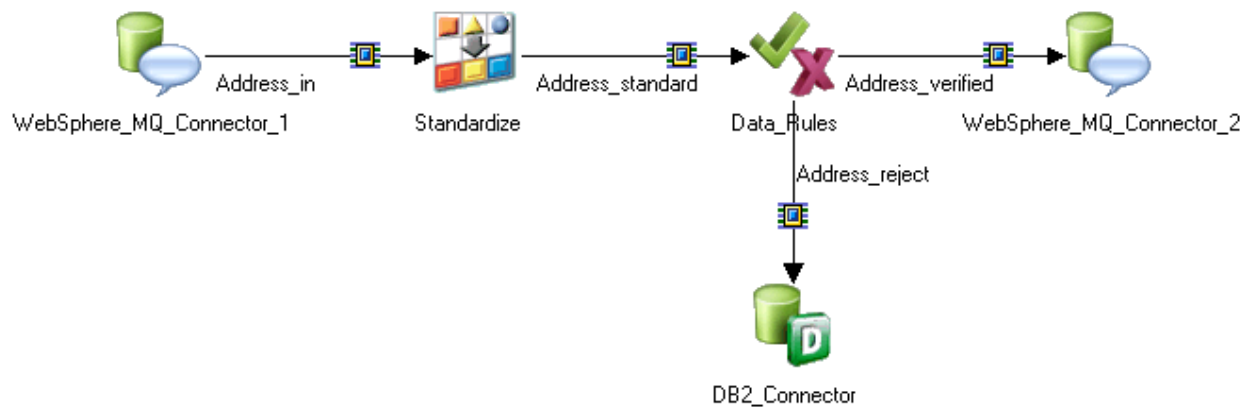 Address_in
Address_standard
Address_verified
WebSphere_MQ_Connector_1
Standardize
Data_Rules
WebSphere_MQ_Connector_2
Address_reject
D
DB2_Connector